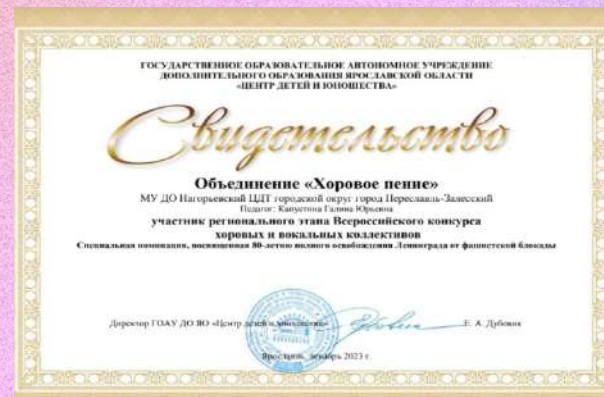 ГОСУДАРСТВЕННОЕ ОБРАЗОВАТЕЛЬНОЕ АВТОНОМНОЕ УЧРЕЖДЕНИЕ
ДОПОЛНИТЕЛЬНОГО ОБРАЗОВАНИЯ ЯРОСЛАВСКОЙ ОБЛАСТИ
«ЦЕНТР ДЕТЕЙ И ЮНОШЕСТВА»
Свидетельство
Объединение «Хоровое пение»
МУ ДО Нагорьевский ЦДТ городской округ город Переславль-Залесский
Педагог: Капустина Галина Юрьевна
участник регионального этапа Всероссийского конкурса
хоровых и вокальных коллективов
Специальная номинация, посвященная 80-летию полного освобождения Ленинграда от фашистской блокады
Директор ГОАУ ДО ЯО «Центр детей и юношества» Е. А. Дубовик
Ярославль, декабрь 2023 г.